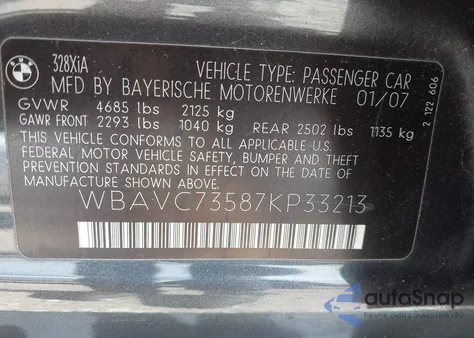 BMW
328XiA
VEHICLE TYPE: PASSENGER CAR
MFD BY BAYERISCHE MOTORENWERKE 01/07
GVWR 4685 lbs 2125 kg
GAWR FRONT 2293 lbs 1040 kg REAR 2502 lbs 1135 kg
THIS VEHICLE CONFORMS TO ALL APPLICABLE U.S.
FEDERAL MOTOR VEHICLE SAFETY, BUMPER AND THEFT
PREVENTION STANDARDS IN EFFECT ON THE DATE OF
MANUFACTURE SHOWN ABOVE.
WBAVC73587KP33213
2 122 606
autoSnap